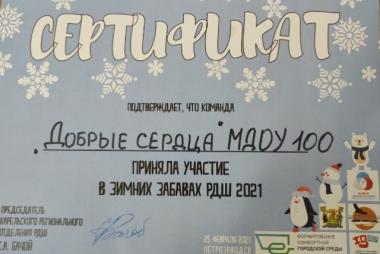 СЕРТИФИКАТ
ПОДТВЕРЖДАЕТ, ЧТО КОМАНДА
„ДОБРЫЕ СЕРДЦА" МДОУ 100
ПРИНЯЛА УЧАСТИЕ
В ЗИМНИХ ЗАБАВАХ РДШ 2021
ПРЕДСЕДАТЕЛЬ
КАРЕЛЬСКОГО РЕГИОНАЛЬНОГО
ОТДЕЛЕНИЯ РДШ
С.А. БАЧОЙ
25 ФЕВРАЛЯ 2021
ПЕТРОЗАВОДСК
ФОРМИРОВАНИЕ
КОМФОРТНОЙ
ГОРОДСКОЙ СРЕДЫ